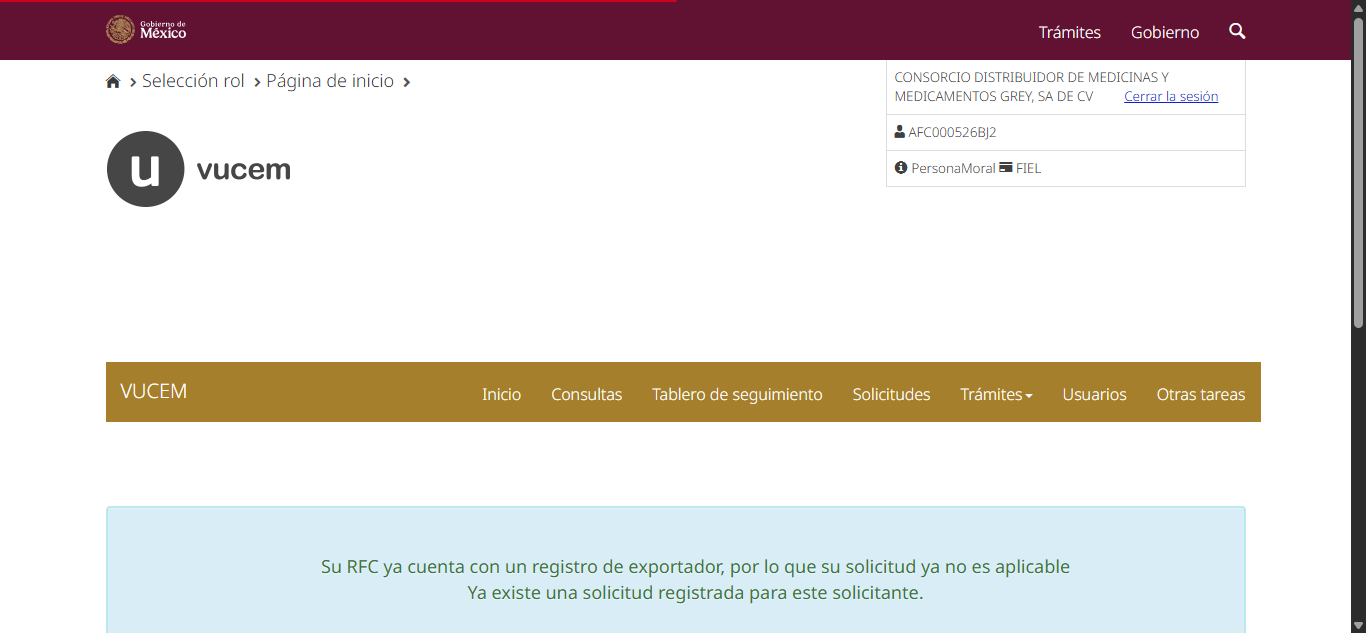 Gobierno de
México
Trámites
Gobierno
Selección rol
Página de inicio
CONSORCIO DISTRIBUIDOR DE MEDICINAS Y
MEDICAMENTOS GREY, SA DE CV Cerrar la sesión
AFC000526BJ2
PersonaMoral FIEL
u vucem
VUCEM
Inicio
Consultas
Tablero de seguimiento
Solicitudes
Trámites
Usuarios
Otras tareas
Su RFC ya cuenta con un registro de exportador, por lo que su solicitud ya no es aplicable
Ya existe una solicitud registrada para este solicitante.